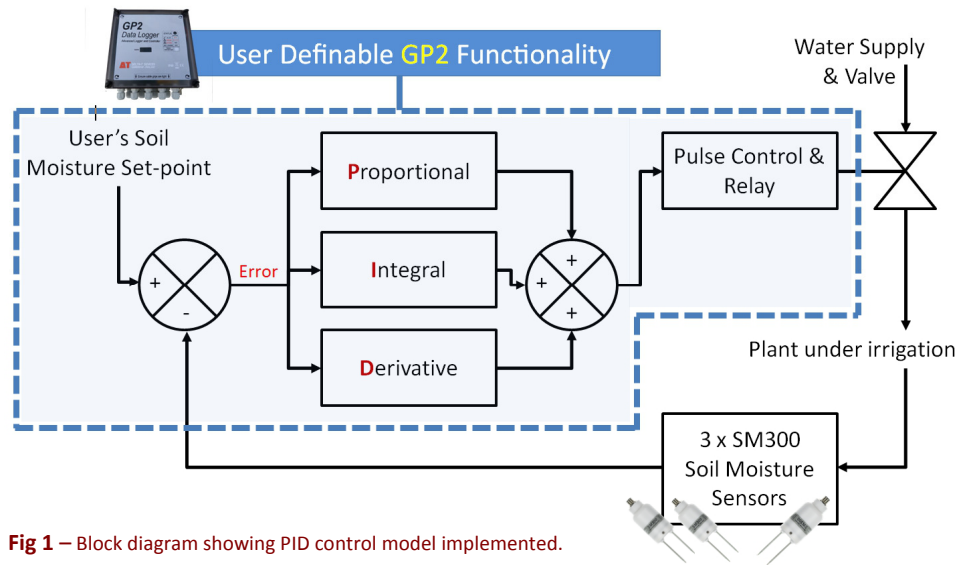 GP2
Data Logger
User Definable GP2 Functionality
Water Supply
& Valve
User's Soil
Moisture Set-point
Proportional
Pulse Control &
Relay
+
-
Error
Integral
+
+
+
Derivative
Plant under irrigation
3 x SM300
Soil Moisture
Sensors
Fig 1 – Block diagram showing PID control model implemented.